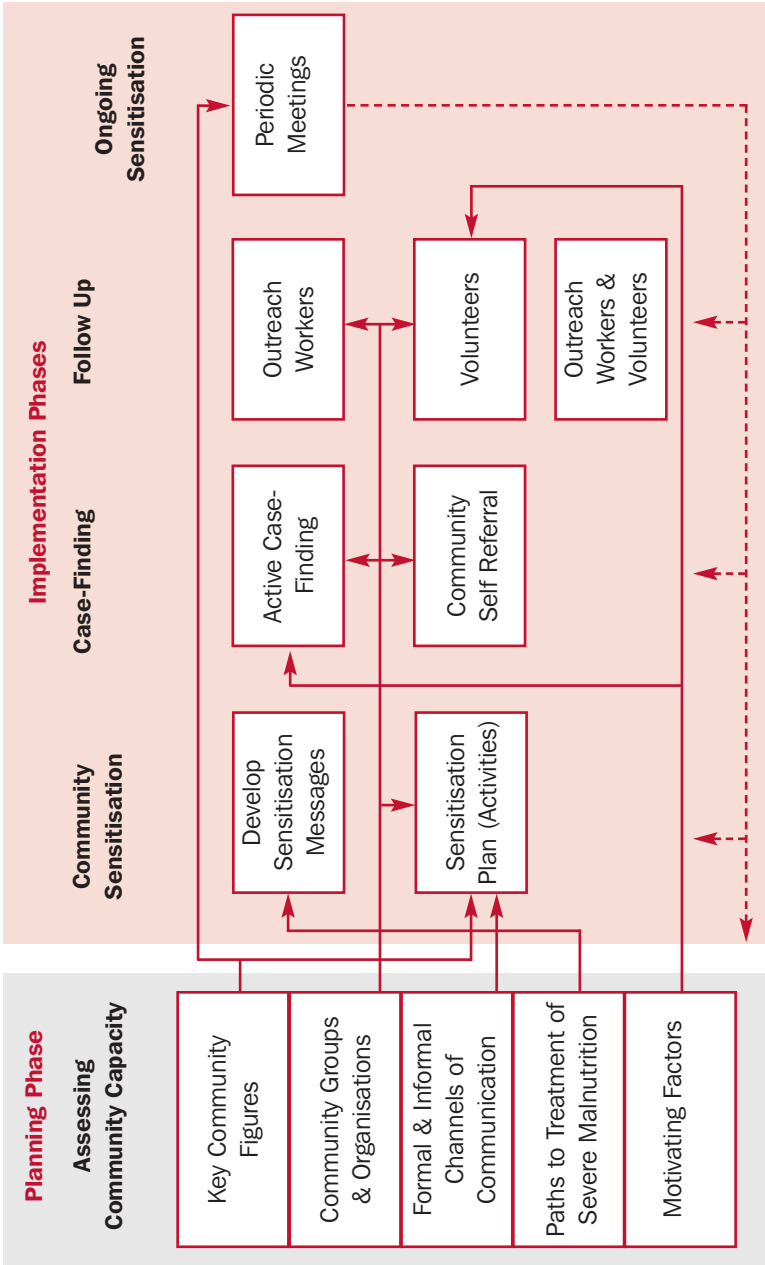 Planning Phase
Assessing
Community Capacity
Key Community
Figures
Community Groups
& Organisations
Formal & Informal
Channels of
Communication
Paths to Treatment of
Severe Malnutrition
Motivating Factors
Implementation Phases
Community
Sensitisation
Develop
Sensitisation
Messages
Sensitisation
Plan (Activities)
Case-Finding
Active Case-
Finding
Community
Self Referral
Follow Up
Outreach
Workers
Volunteers
Outreach
Workers &
Volunteers
Ongoing
Sensitisation
Periodic
Meetings